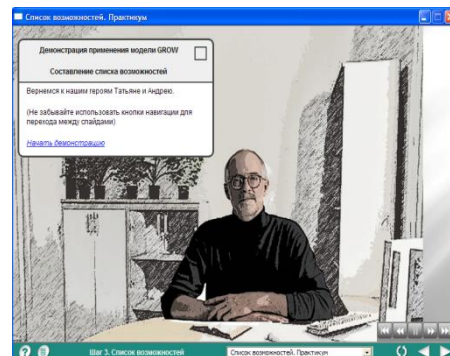 Список возможностей. Практикум
Демонстрация применения модели GROW
Составление списка возможностей
Вернемся к нашим героям Татьяне и Андрею.
(Не забывайте использовать кнопки навигации для
перехода между слайдами)
Начать демонстрацию
Шаг 3. Список возможностей
Список возможностей. Практикум